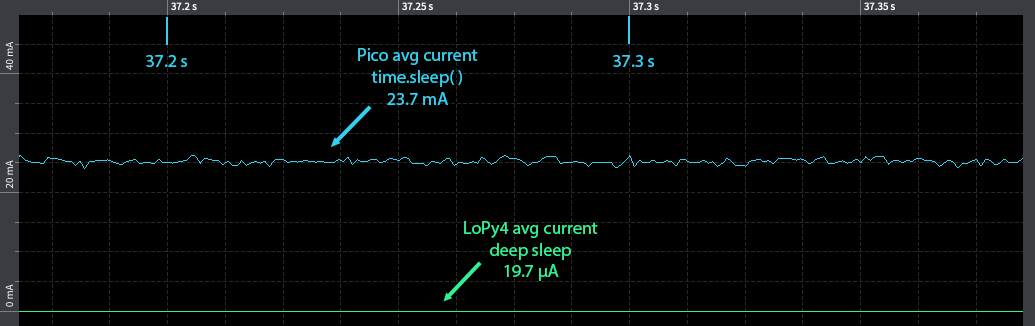 37.2 s
37.25 s
37.3 s
37.35 s
40 mA
20 mA
0 mA
37.2 s
37.3 s
Pico avg current
time.sleep( )
23.7 mA
LoPy4 avg current
deep sleep
19.7 µA